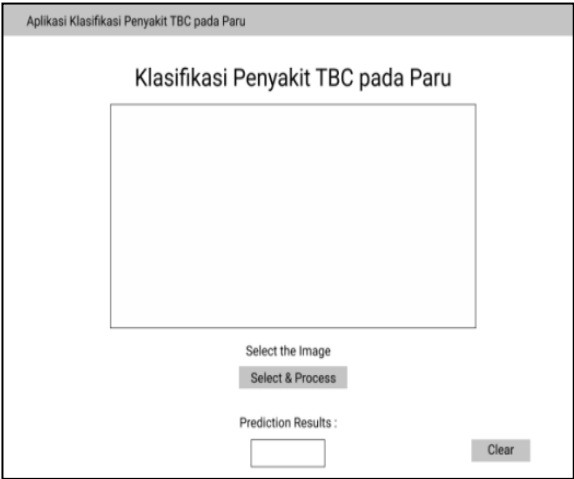 Aplikasi Klasifikasi Penyakit TBC pada Paru
Klasifikasi Penyakit TBC pada Paru
Select the Image
Select & Process
Prediction Results :
Clear